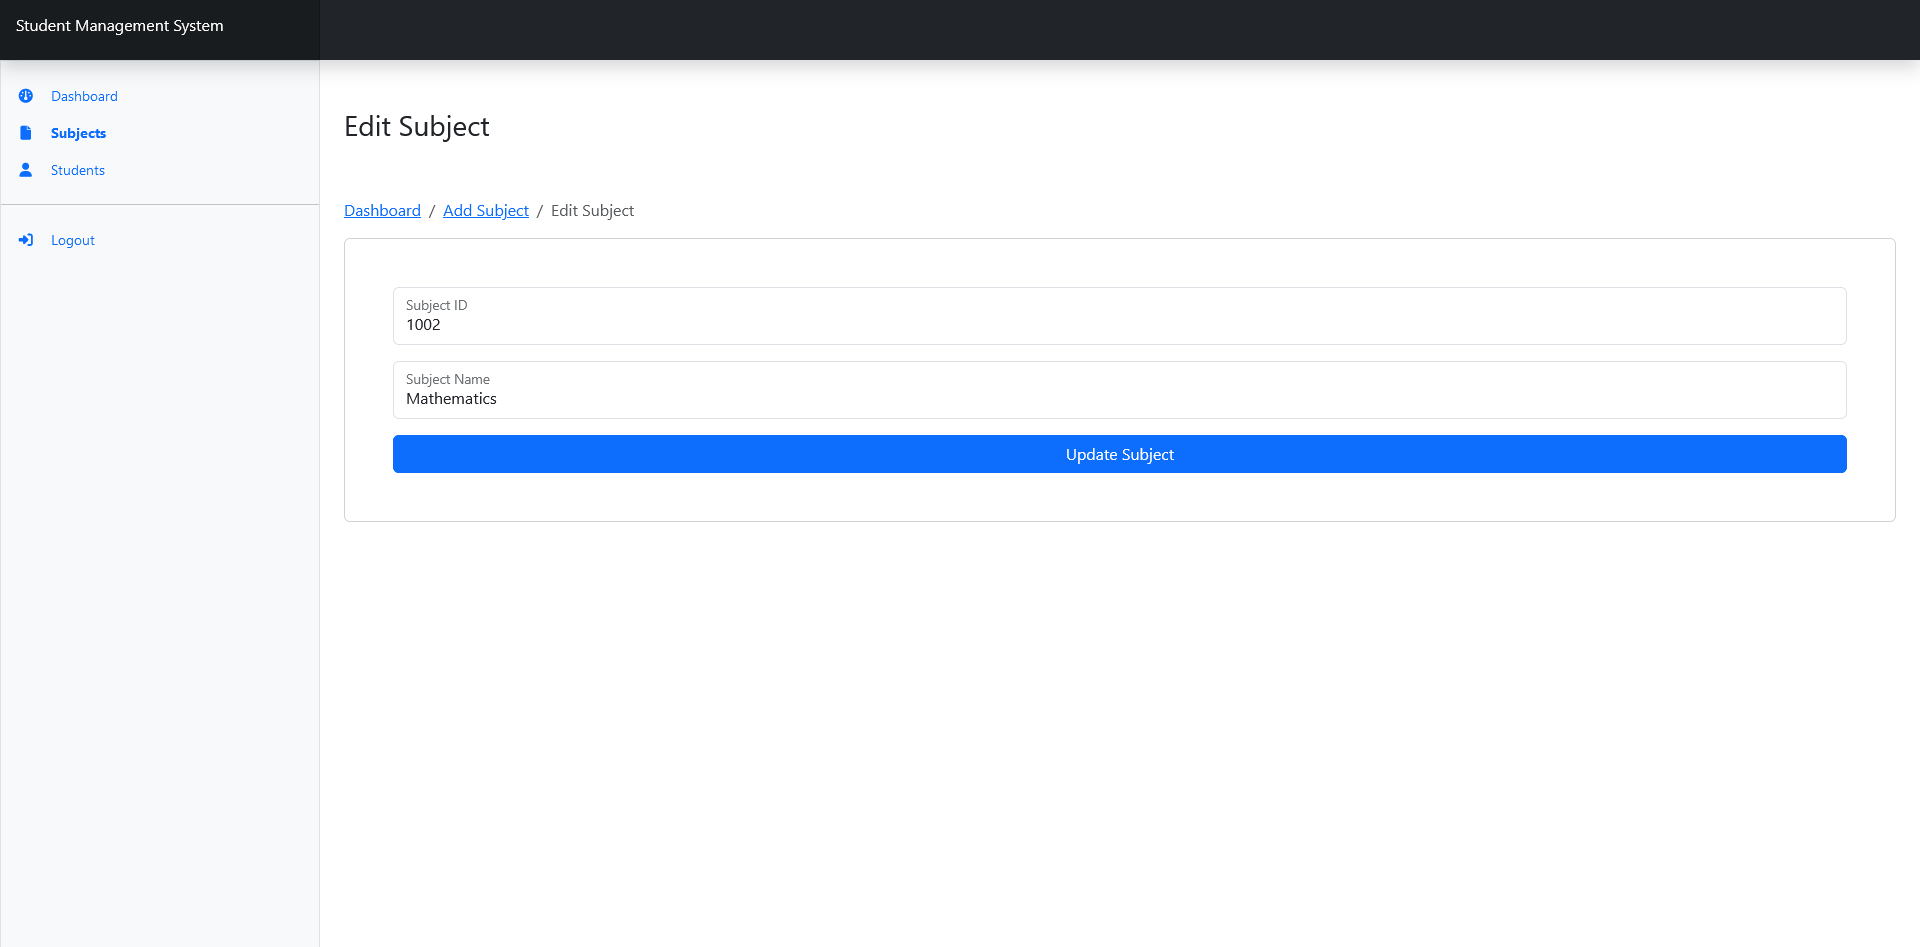 Student Management System
Dashboard
Subjects
Students
Logout
Edit Subject
Dashboard / Add Subject / Edit Subject
Subject ID
1002
Subject Name
Mathematics
Update Subject